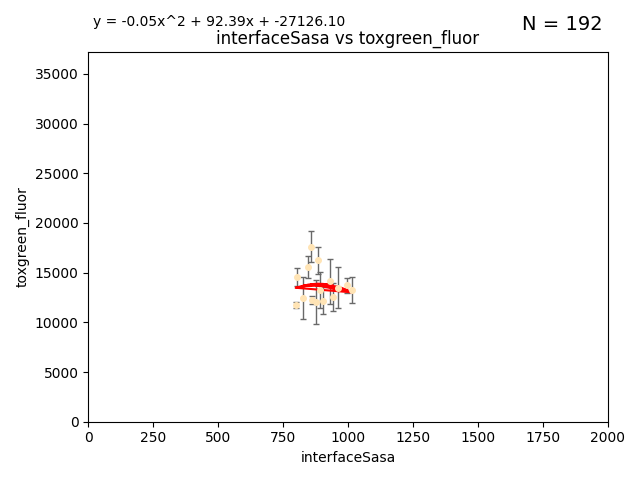 y = -0.05x^2 + 92.39x + -27126.10
N = 192
interfaceSasa vs toxgreen_fluor
35000
30000
25000
20000
15000
10000
5000
0
toxgreen_fluor
0 250 500 750 1000 1250 1500 1750 2000
interfaceSasa